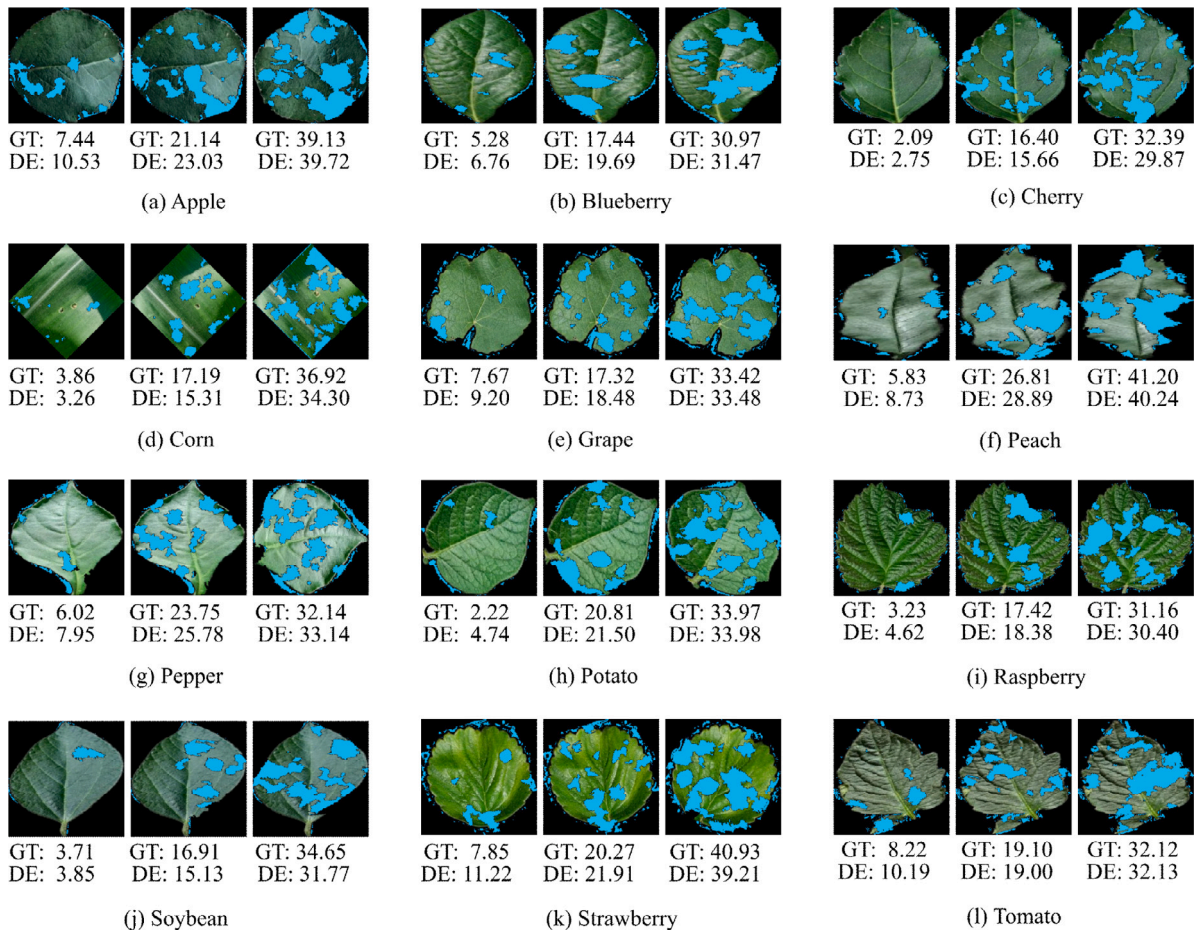 GT: 7.44 GT: 21.14 GT: 39.13
DE: 10.53 DE: 23.03 DE: 39.72
(a) Apple
GT: 5.28 GT: 17.44 GT: 30.97
DE: 6.76 DE: 19.69 DE: 31.47
(b) Blueberry
GT: 2.09 GT: 16.40 GT: 32.39
DE: 2.75 DE: 15.66 DE: 29.87
(c) Cherry
GT: 3.86 GT: 17.19 GT: 36.92
DE: 3.26 DE: 15.31 DE: 34.30
(d) Corn
GT: 7.67 GT: 17.32 GT: 33.42
DE: 9.20 DE: 18.48 DE: 33.48
(e) Grape
GT: 5.83 GT: 26.81 GT: 41.20
DE: 8.73 DE: 28.89 DE: 40.24
(f) Peach
GT: 6.02 GT: 23.75 GT: 32.14
DE: 7.95 DE: 25.78 DE: 33.14
(g) Pepper
GT: 2.22 GT: 20.81 GT: 33.97
DE: 4.74 DE: 21.50 DE: 33.98
(h) Potato
GT: 3.23 GT: 17.42 GT: 31.16
DE: 4.62 DE: 18.38 DE: 30.40
(i) Raspberry
GT: 3.71 GT: 16.91 GT: 34.65
DE: 3.85 DE: 15.13 DE: 31.77
(j) Soybean
GT: 7.85 GT: 20.27 GT: 40.93
DE: 11.22 DE: 21.91 DE: 39.21
(k) Strawberry
GT: 8.22 GT: 19.10 GT: 32.12
DE: 10.19 DE: 19.00 DE: 32.13
(l) Tomato